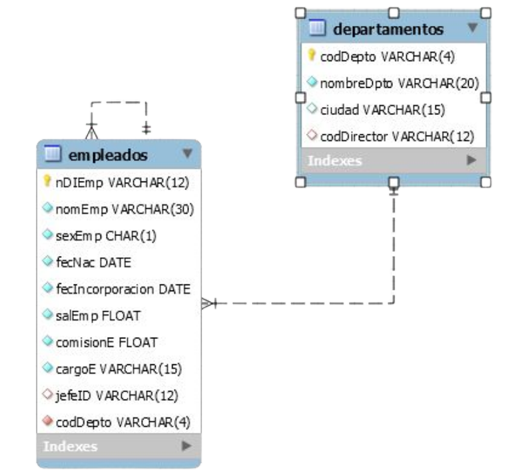 departamentos
codDepto VARCHAR(4)
nombreDpto VARCHAR(20)
ciudad VARCHAR(15)
codDirector VARCHAR(12)
Indexes
empleados
nDIEmp VARCHAR(12)
nomEmp VARCHAR(30)
sexEmp CHAR(1)
fecNac DATE
fecIncorporacion DATE
salEmp FLOAT
comisionE FLOAT
cargoE VARCHAR(15)
jefeID VARCHAR(12)
codDepto VARCHAR(4)
Indexes